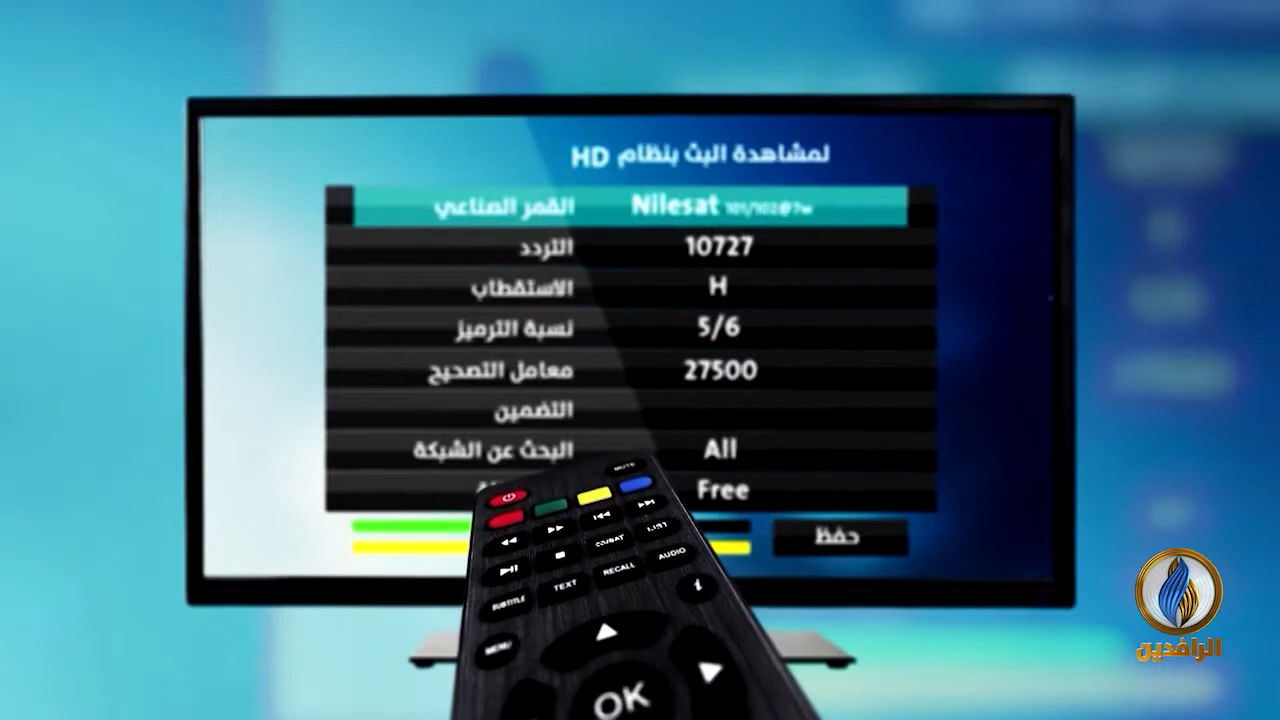 لمشاهدة البث بنظام HD
القمر الصناعي Nilesat 101/102@7w
التردد 10727
الاستقطاب H
نسبة الترميز 5/6
معامل التصحيح 27500
التضمين
البحث عن الشبكة All
Free
حفظ
MUTE
LIST
AUDIO
RECALL
TEXT
SUBTITLE
i
MENU
OK
الرافدين